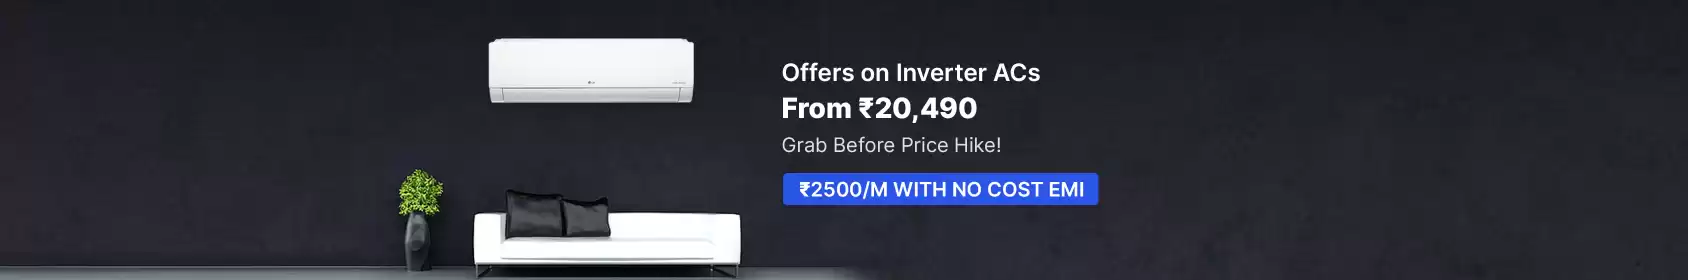 Offers on Inverter ACs
From ₹20,490
Grab Before Price Hike!
₹2500/M WITH NO COST EMI